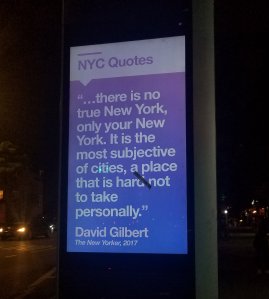 NYC Quotes
“...there is no
true New York,
only your New
York. It is the
most subjective
of cities, a place
that is hard not
to take
personally.”
David Gilbert
The New Yorker, 2017